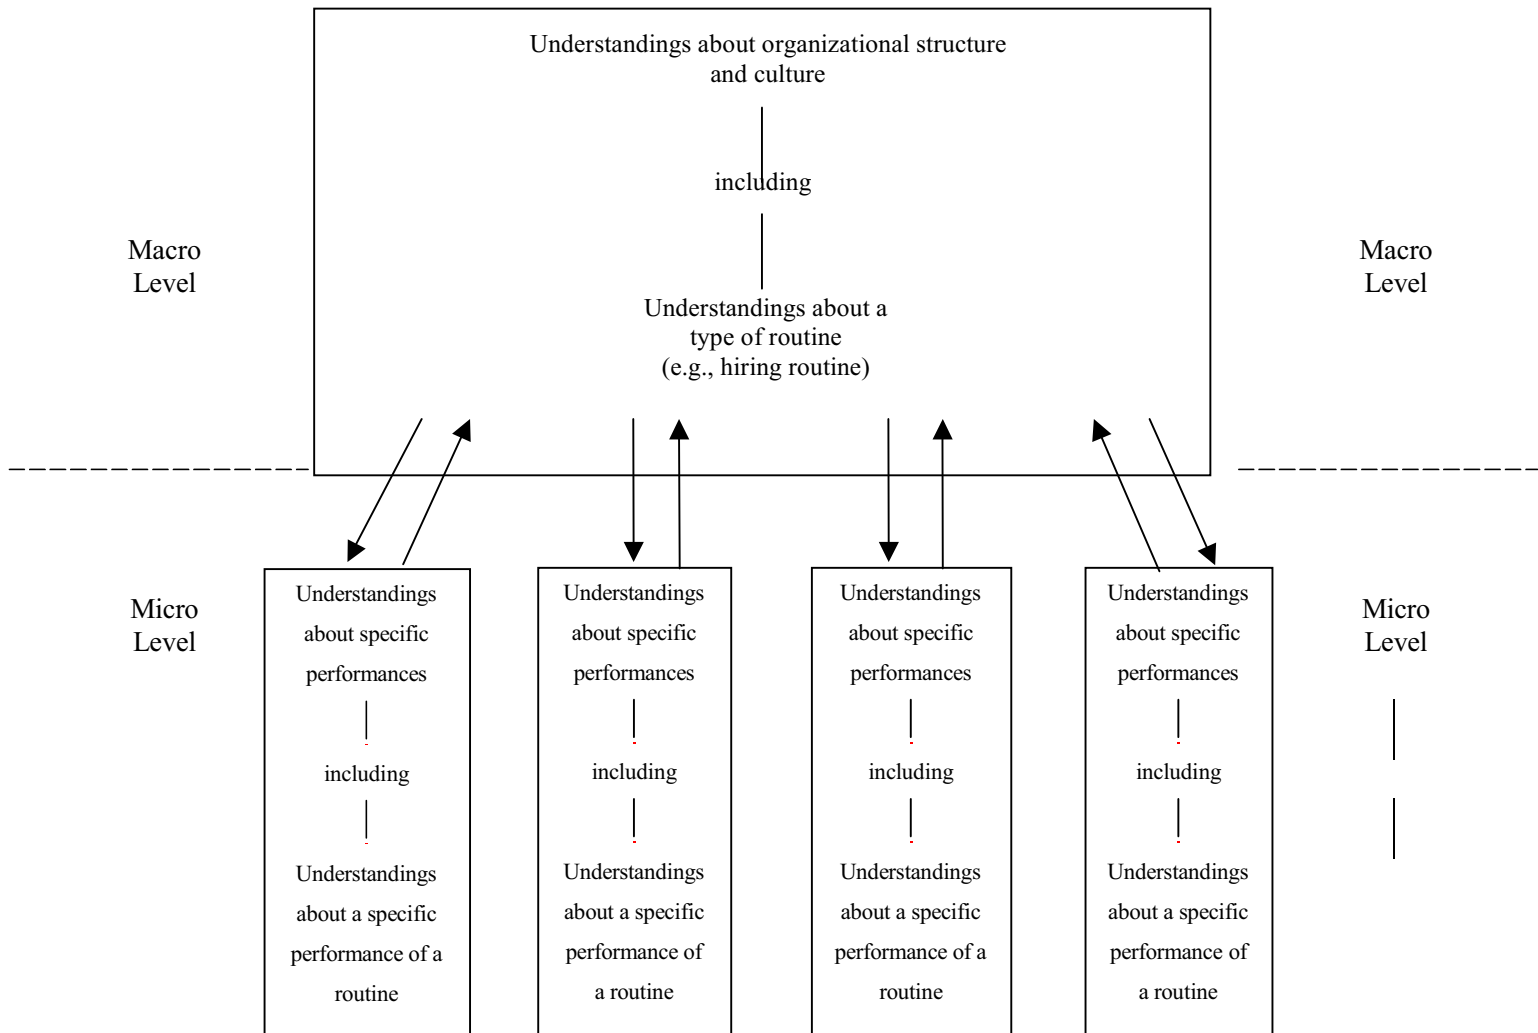 Understandings about organizational structure
and culture
including
Understandings about a
type of routine
(e.g., hiring routine)
Macro
Level
Macro
Level
Micro
Level
Understandings
about specific
performances
including
Understandings
about a specific
performance of a
routine
Understandings
about specific
performances
including
Understandings
about a specific
performance of
a routine
Understandings
about specific
performances
including
Understandings
about a specific
performance of a
routine
Understandings
about specific
performances
including
Understandings
about a specific
performance of
a routine
Micro
Level